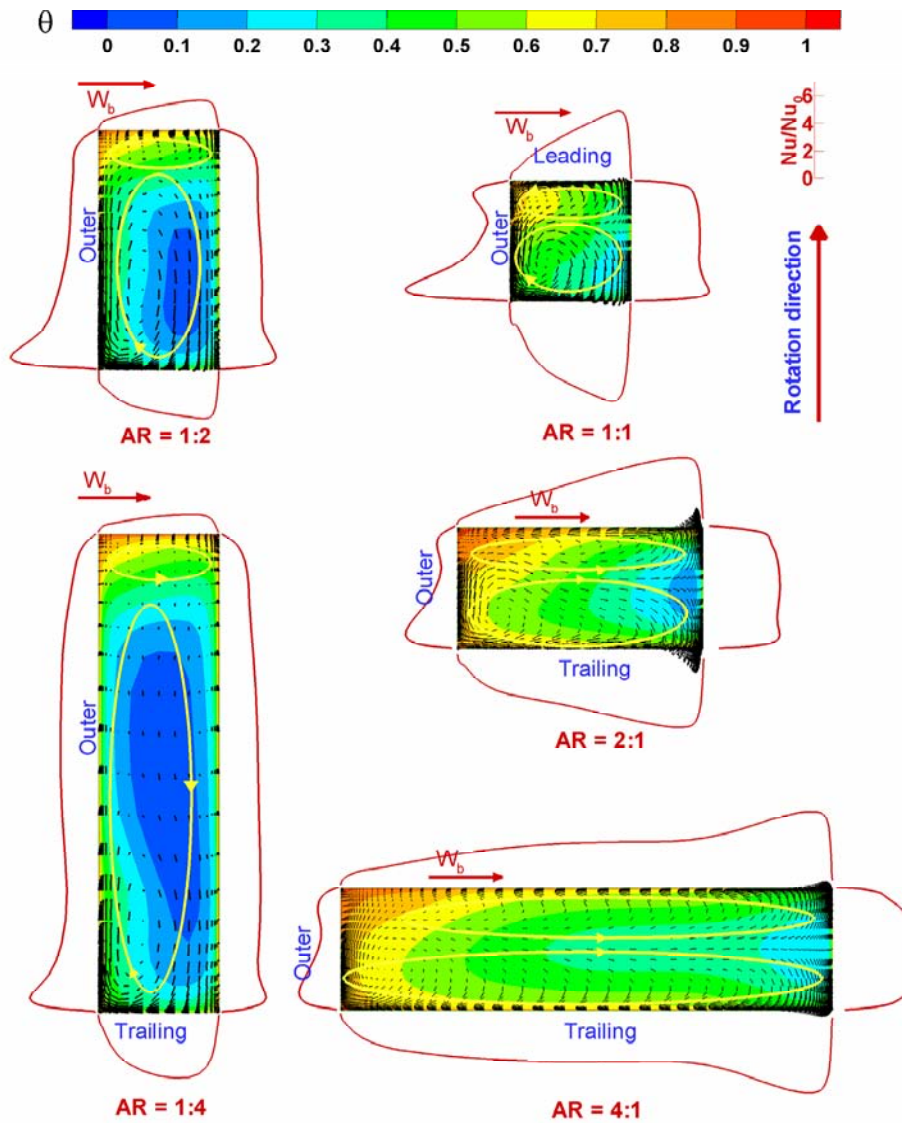 θ
0 0.1 0.2 0.3 0.4 0.5 0.6 0.7 0.8 0.9 1
W_b
Outer
AR = 1:2
W_b
Leading
Outer
AR = 1:1
Nu/Nu_0
6
4
2
0
Rotation direction
W_b
Outer
Trailing
AR = 1:4
W_b
Outer
Trailing
AR = 2:1
W_b
Outer
Trailing
AR = 4:1